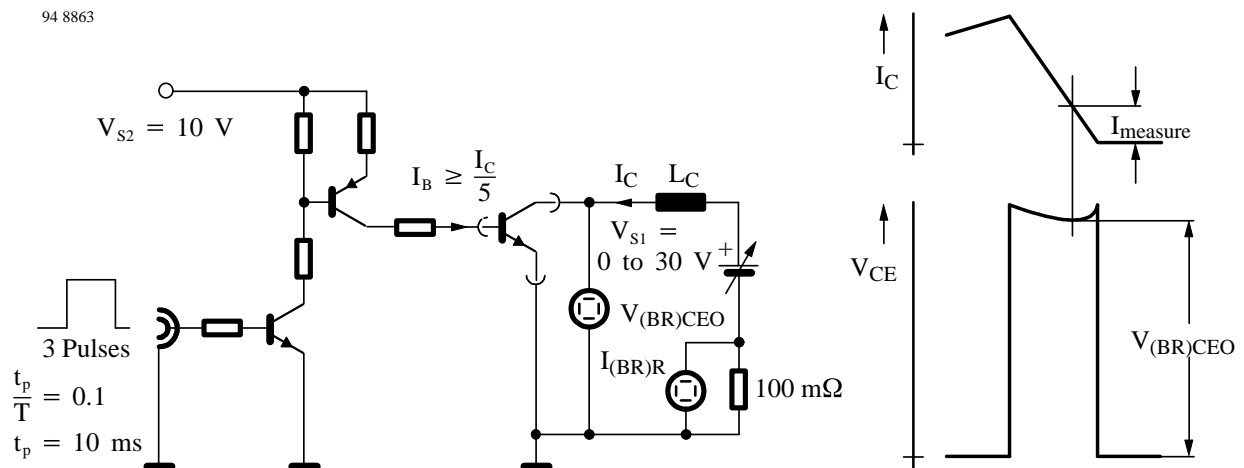 94 8863
V_S2 = 10 V
I_B ≥ I_C/5
I_C
L_C
V_S1 =
0 to 30 V
+
3 Pulses
t_p/T = 0.1
t_p = 10 ms
V_(BR)CEO
I_(BR)R
100 mΩ
I_C
I_measure
V_CE
V_(BR)CEO